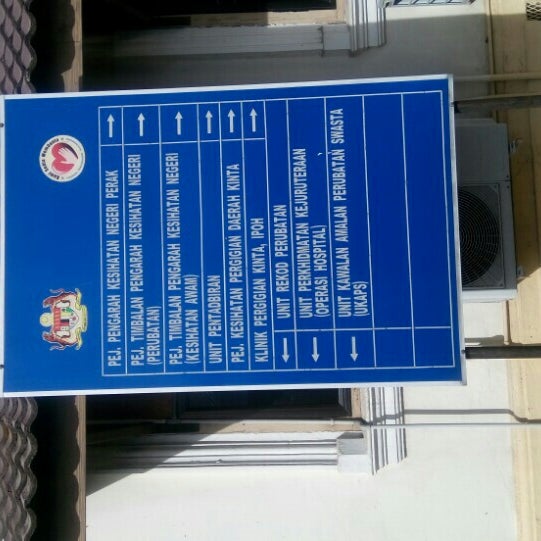 PEJ. PENGARAH KESIHATAN NEGERI PERAK →
PEJ. TIMBALAN PENGARAH KESIHATAN NEGERI →
(PERUBATAN)
PEJ. TIMBALAN PENGARAH KESIHATAN NEGERI →
(KESIHATAN AWAM)
UNIT PENTADBIRAN →
PEJ. KESIHATAN PERGIGIAN DAERAH KINTA →
KLINIK PERGIGIAN KINTA, IPOH →
← UNIT REKOD PERUBATAN
← UNIT PERKHIDMATAN KEJURUTERAAN
(OPERASI HOSPITAL)
← UNIT KAWALAN AMALAN PERUBATAN SWASTA
(UKAPS)